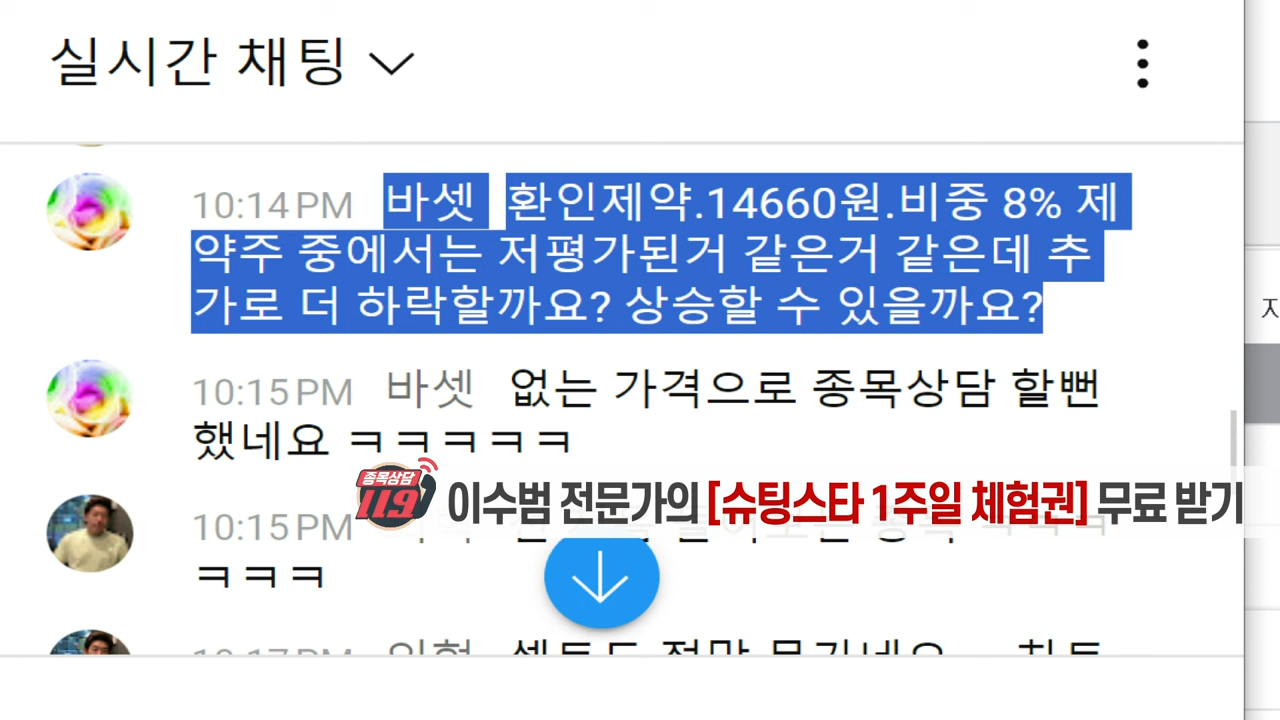 실시간 채팅
10:14 PM 바셋 환인제약.14660원.비중 8% 제
약주 중에서는 저평가된거 같은거 같은데 추
가로 더 하락할까요? 상승할 수 있을까요?
10:15 PM 바셋 없는 가격으로 종목상담 할뻔
했네요 ㅋㅋㅋㅋㅋ
종목상담
119
이수범 전문가의 [슈팅스타 1주일 체험권] 무료 받기
10:15 PM
ㅋㅋㅋ
10:17 PM